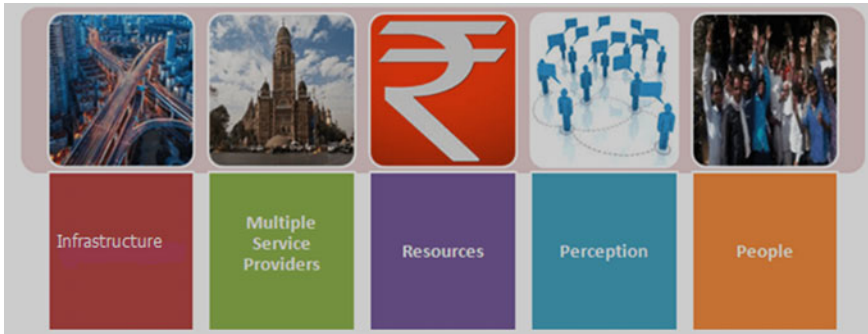 Infrastructure
Multiple
Service
Providers
Resources
Perception
People